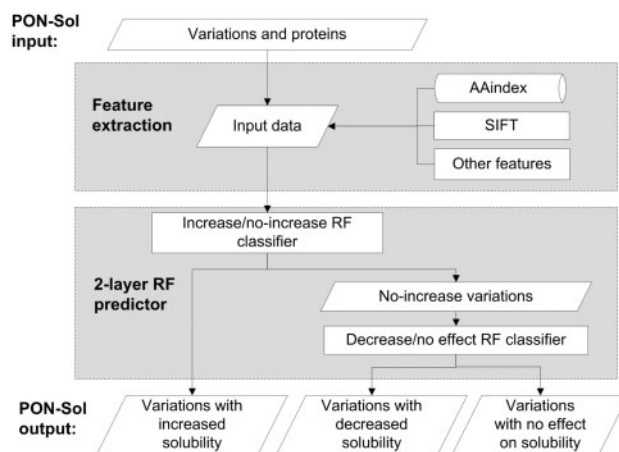 PON-Sol
input:
Variations and proteins
Feature
extraction
AAindex
Input data
SIFT
Other features
Increase/no-increase RF
classifier
2-layer RF
predictor
No-increase variations
Decrease/no effect RF classifier
PON-Sol
output:
Variations with
increased
solubility
Variations with
decreased
solubility
Variations
with no effect
on solubility